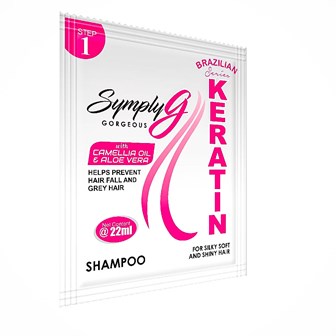 STEP
1
SymplyG
GORGEOUS
with
CAMELLIA OIL
& ALOE VERA
HELPS PREVENT
HAIR FALL AND
GREY HAIR
Net Content
@ 22ml
SHAMPOO
BRAZILIAN
Series
KERATIN
FOR SILKY SOFT
AND SHINY HAIR